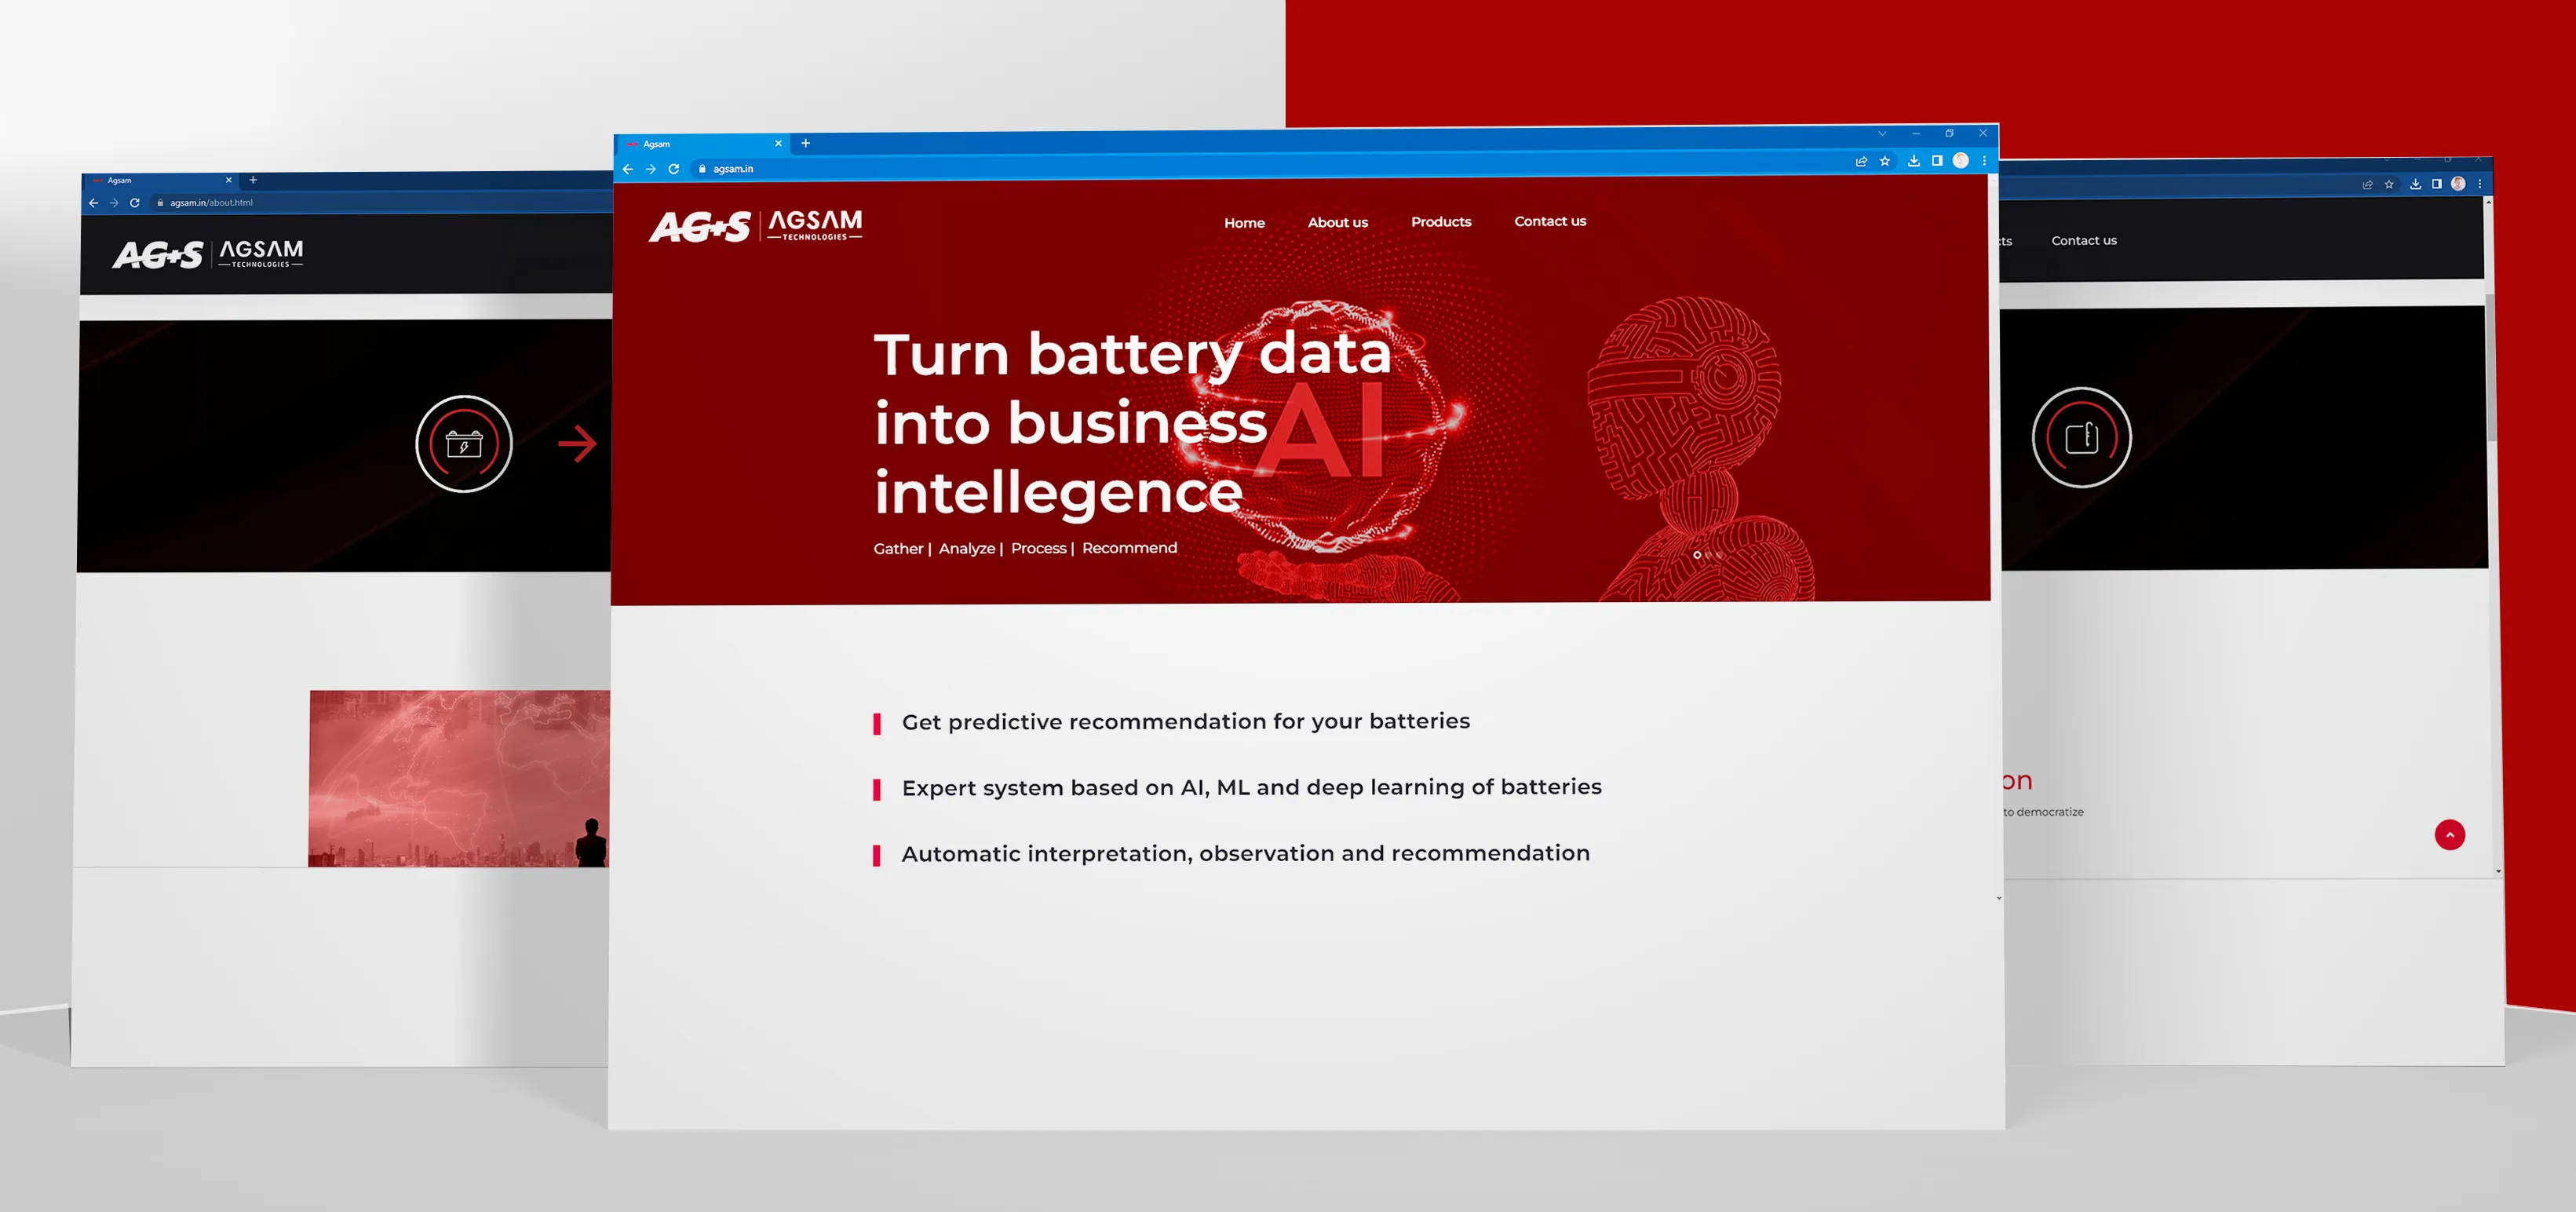 Agsam
agsam.in/about.html
AG+S AGSAM
TECHNOLOGIES
Agsam
agsam.in
AG+S AGSAM
TECHNOLOGIES
Home About us Products Contact us
Turn battery data
into business
intellegence
AI
Gather | Analyze | Process | Recommend
Get predictive recommendation for your batteries
Expert system based on AI, ML and deep learning of batteries
Automatic interpretation, observation and recommendation
Contact us
to democratize